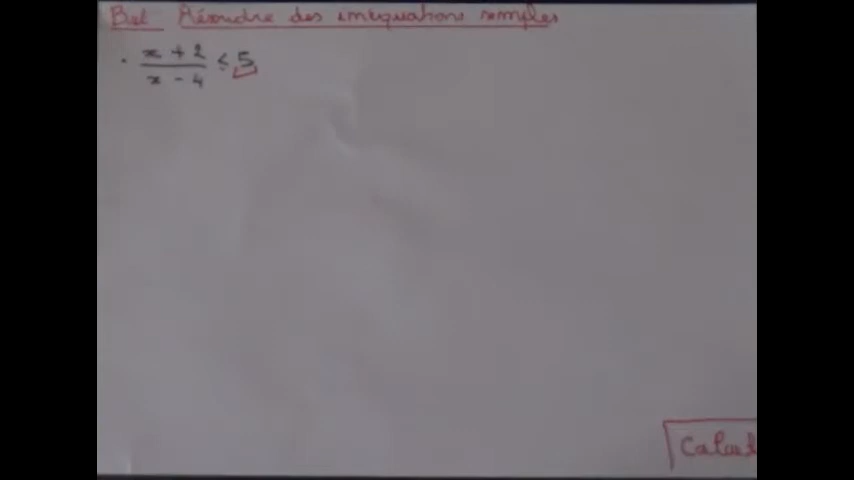 But Résoudre des inéquations simples
. x + 2 / x - 4 ≤ 5
Calcul